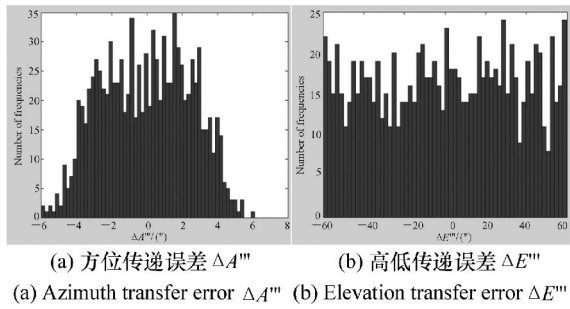 35
30
25
20
15
10
5
0
Number of frequencies
−6 −4 −2 0 2 4 6 8
ΔA'''/(″)
25
20
15
10
5
0
Number of frequencies
−60 −40 −20 0 20 40 60
ΔE'''/(″)
(a) 方位传递误差 ΔA'''
(b) 高低传递误差 ΔE'''
(a) Azimuth transfer error ΔA'''
(b) Elevation transfer error ΔE'''